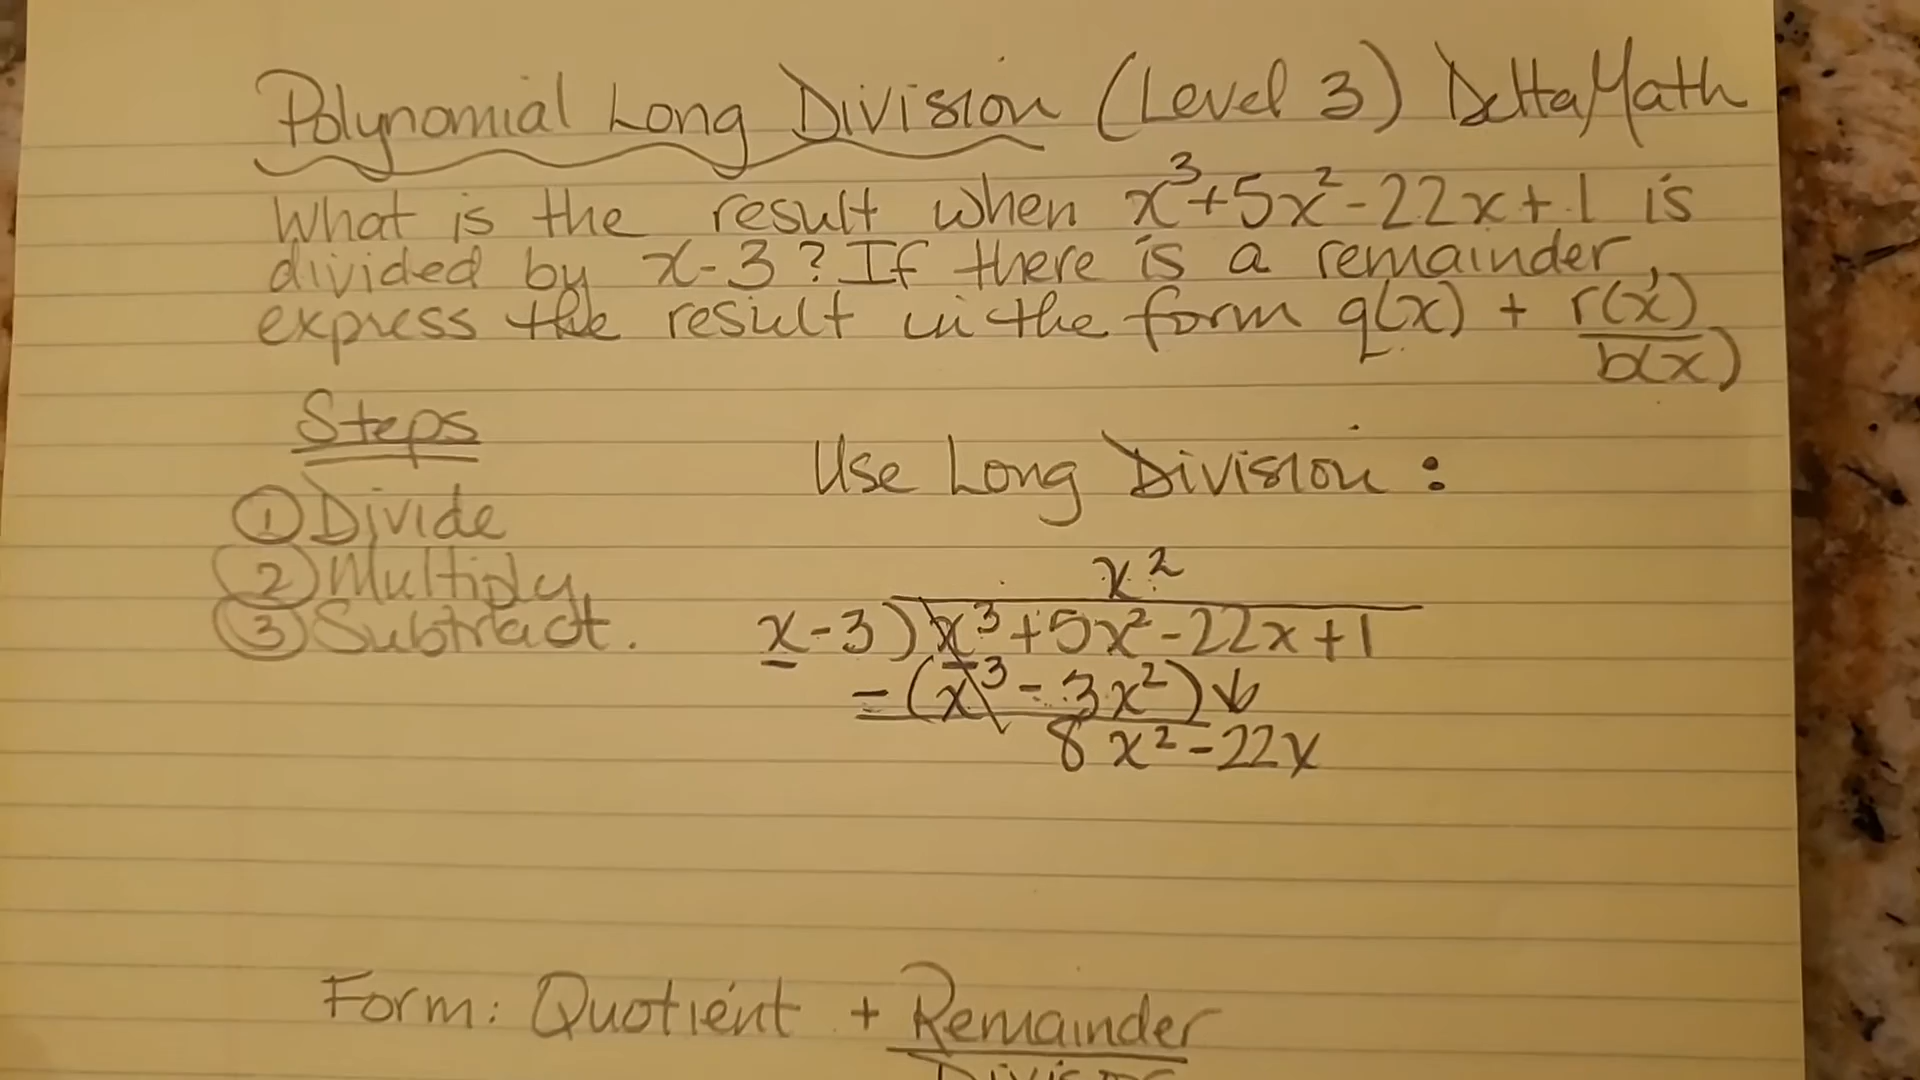 Polynomial Long Division (Level 3) DeltaMath
What is the result when x³+5x²-22x+1 is
divided by x-3? If there is a remainder,
express the result in the form q(x) + r(x)
b(x)
Steps
Use Long Division:
① Divide
② Multiply
③ Subtract.
x²
x-3)x³+5x²-22x+1
-(x³-3x²)↓
8x²-22x
Form: Quotient + Remainder
Divisor